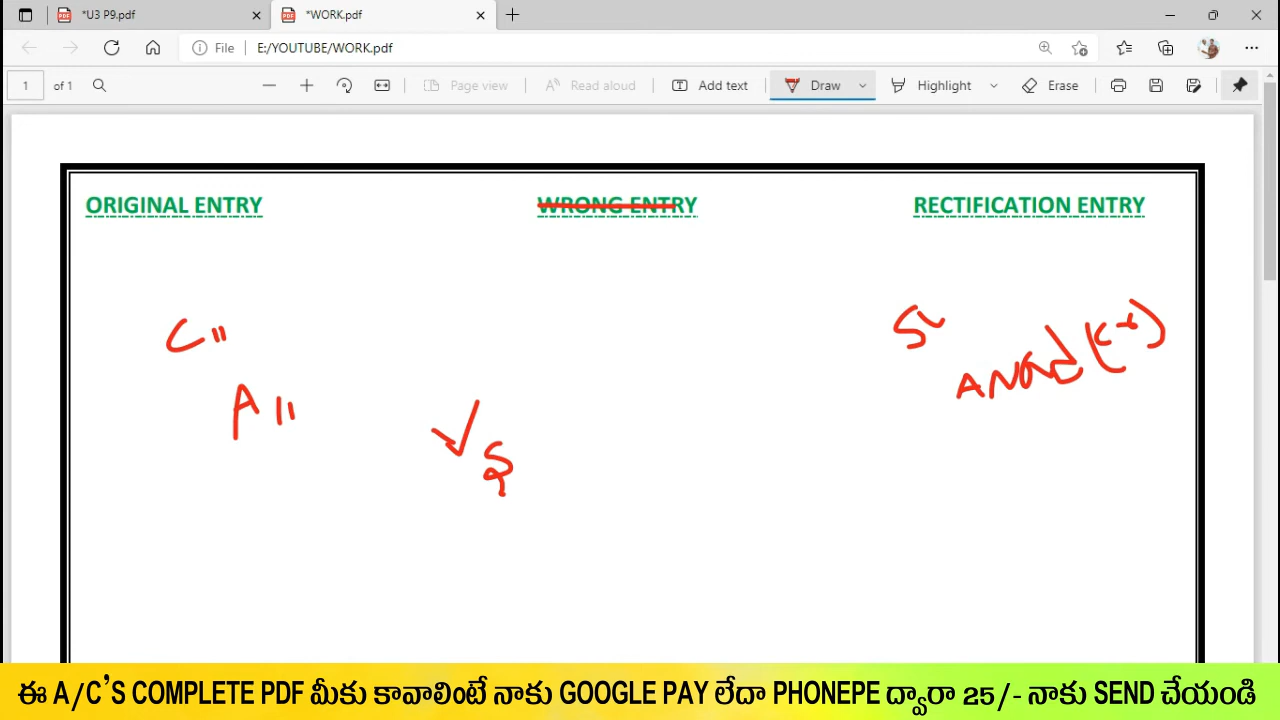 *U3 P9.pdf
*WORK.pdf
File E:/YOUTUBE/WORK.pdf
1 of 1 Page view Read aloud Add text Draw Highlight Erase
ORIGINAL ENTRY WRONG ENTRY RECTIFICATION ENTRY
C
A
ఈ A/C'S COMPLETE PDF మీకు కావాలింటే నాకు GOOGLE PAY లేదా PHONEPE ద్వారా 25/- నాకు SEND చేయండి